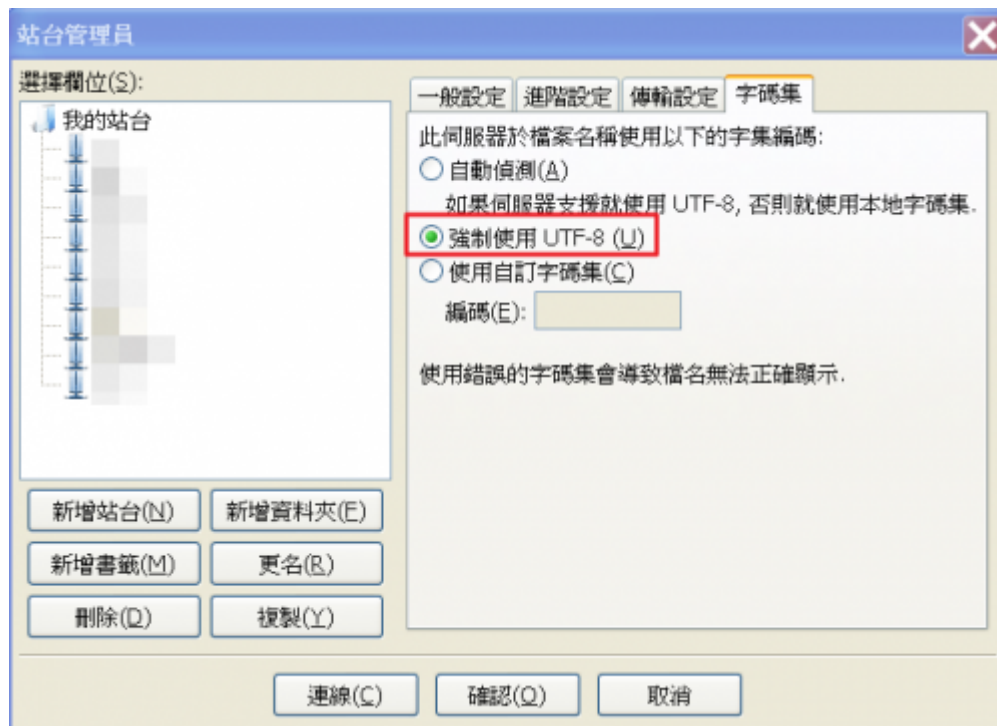 站台管理員
選擇欄位(S):
我的站台
新增站台(N)
新增資料夾(F)
新增書籤(M)
更名(R)
刪除(D)
複製(Y)
一般設定
進階設定
傳輸設定
字碼集
此伺服器於檔案名稱使用以下的字集編碼:
自動偵測(A)
如果伺服器支援就使用 UTF-8, 否則就使用本地字碼集.
強制使用 UTF-8 (U)
使用自訂字碼集(C)
編碼(E):
使用錯誤的字碼集會導致檔名無法正確顯示.
連線(C)
確認(O)
取消